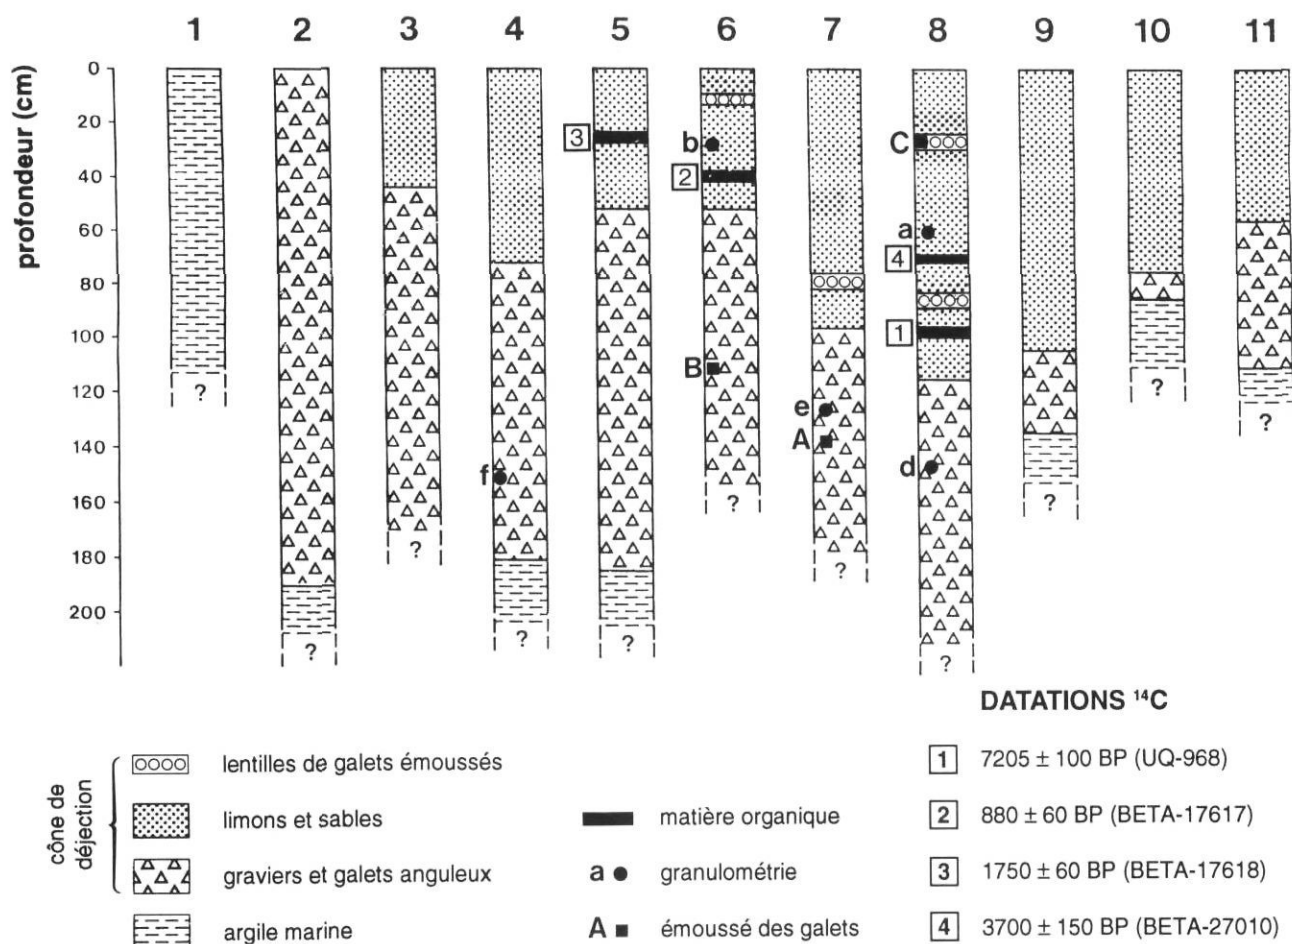 1 2 3 4 5 6 7 8 9 10 11
profondeur (cm)
0
20
40
60
80
100
120
140
160
180
200
3
b
2
B
C
a
4
1
e
A
d
f
? ? ? ? ? ? ? ? ? ? ?
DATATIONS ¹⁴C
cône de déjection
lentilles de galets émoussés
limons et sables
graviers et galets anguleux
argile marine
matière organique
a granulométrie
A émoussé des galets
1 7205 ± 100 BP (UQ-968)
2 880 ± 60 BP (BETA-17617)
3 1750 ± 60 BP (BETA-17618)
4 3700 ± 150 BP (BETA-27010)